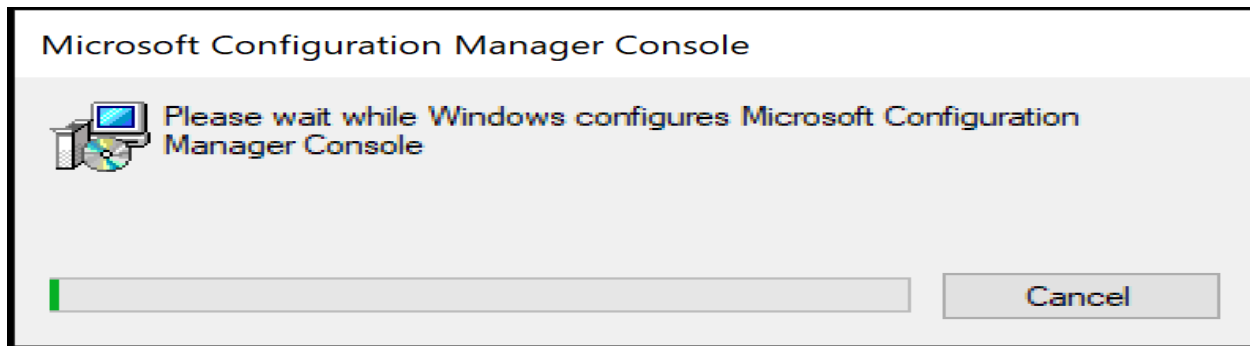 Microsoft Configuration Manager Console
Please wait while Windows configures Microsoft Configuration
Manager Console
Cancel